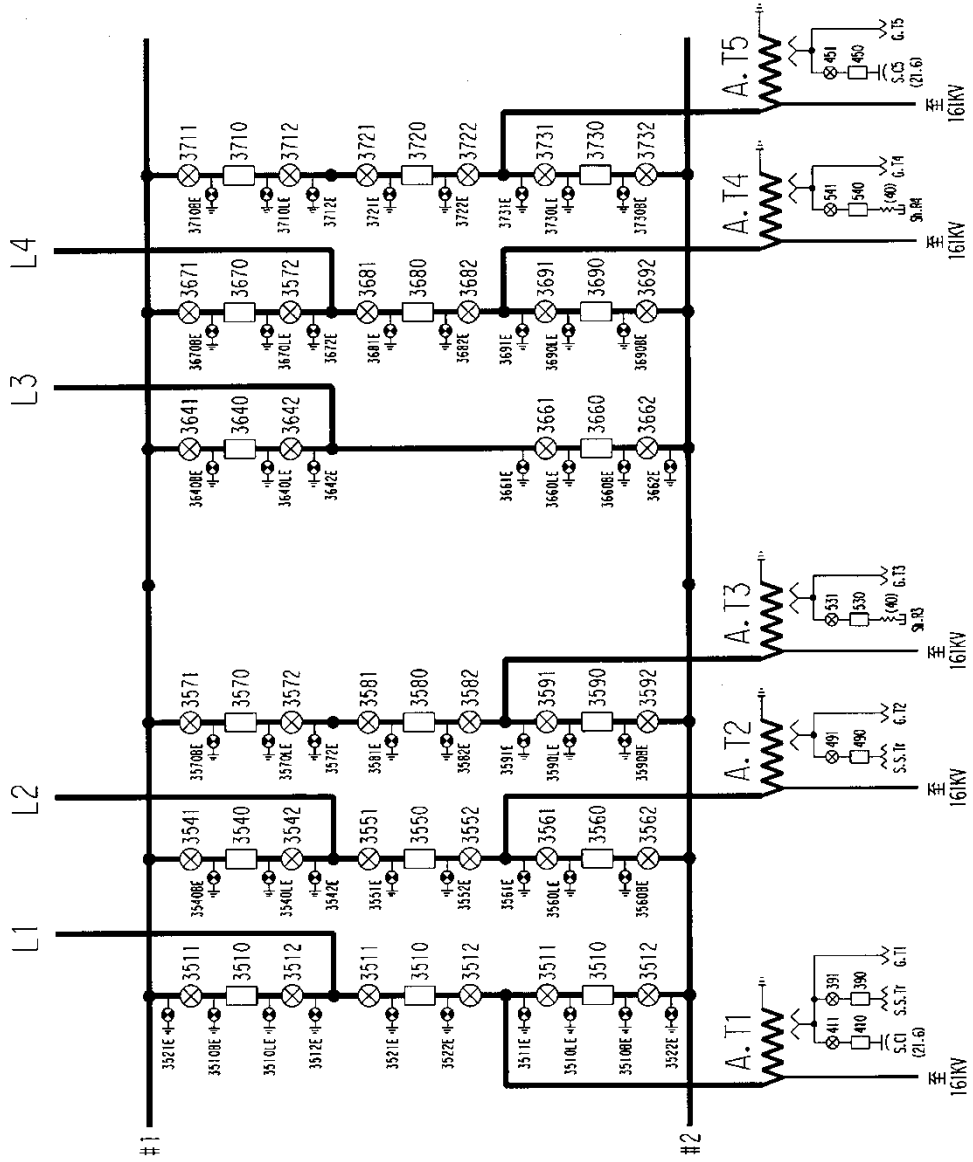 L1
L2
L3
L4
#1
#2
3521E
3511
3510BE
3510
3510LE
3512
3512E
3511
3521E
3510
3522E
3512
3511E
3511
3510LE
3510
3510BE
3512
3522E
3541
3540BE
3540
3540LE
3542
3542E
3551
3551E
3550
3552E
3552
3561E
3561
3560LE
3560
3560BE
3562
3571
3570BE
3570
3570LE
3572
3572E
3581
3581E
3580
3582E
3582
3591E
3591
3590LE
3590
3590BE
3592
3641
3640BE
3640
3640LE
3642
3642E
3661E
3661
3660LE
3660
3660BE
3662
3662E
3671
3670BE
3670
3670LE
3572
3672E
3681
3681E
3680
3682E
3682
3691E
3691
3690LE
3690
3690BE
3692
3711
3710BE
3710
3710LE
3712
3712E
3721
3721E
3720
3722E
3722
3731E
3731
3730LE
3730
3730BE
3732
A.T1
411
391
410
390
S.C1
(21.6)
S.S.Tr
G.T1
至
161KV
A.T2
491
490
S.S.Tr
G.T2
至
161KV
A.T3
531
530
(40)
Sh.R3
G.T3
至
161KV
A.T4
541
540
(40)
Sh.R4
G.T4
至
161KV
A.T5
451
450
S.C5
(21.6)
G.T5
至
161KV